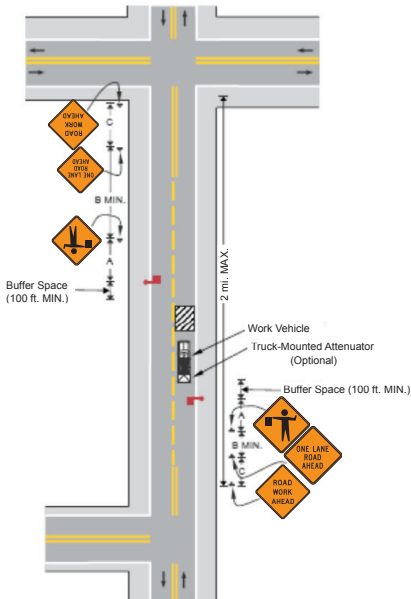 ROAD
WORK
AHEAD
ONE LANE
ROAD
AHEAD
C
B MIN.
A
Buffer Space
(100 ft. MIN.)
2 mi. MAX.
Work Vehicle
Truck-Mounted Attenuator
(Optional)
Buffer Space (100 ft. MIN.)
A
B MIN.
C
ONE LANE
ROAD
AHEAD
ROAD
WORK
AHEAD